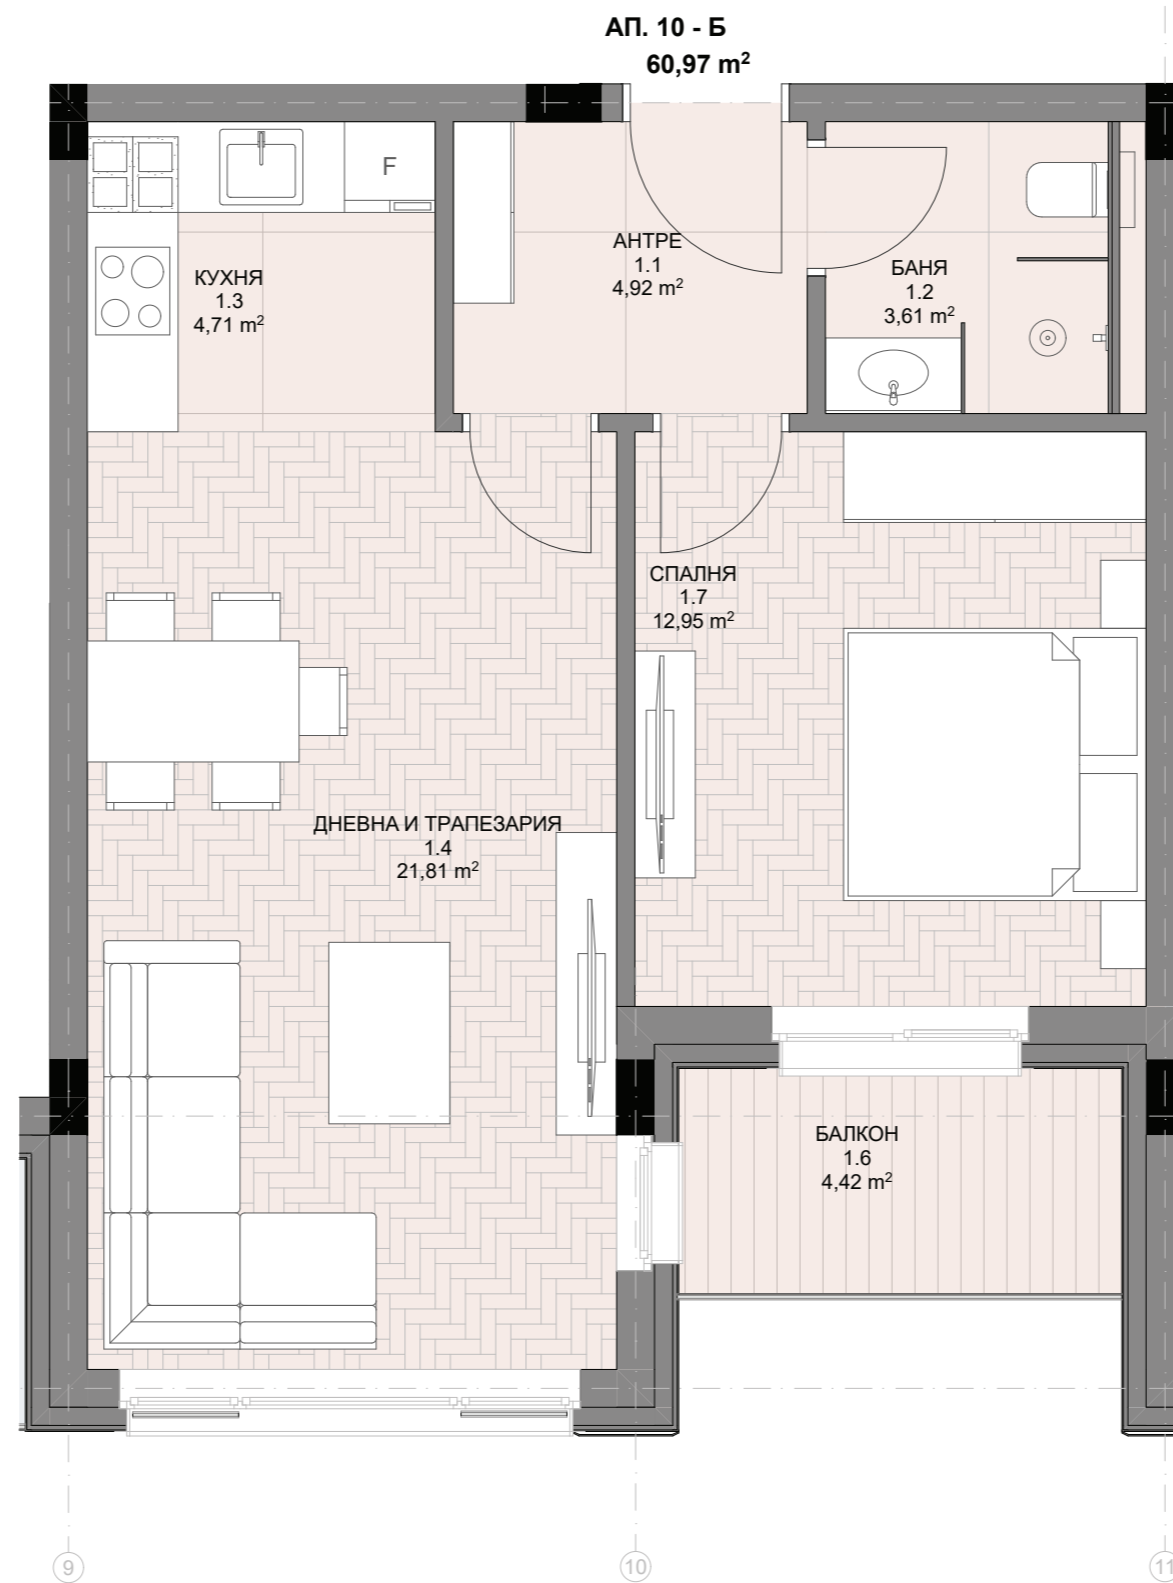 АП. 10 - Б
60,97 m²
F
АНТРЕ
1.1
4,92 m²
КУХНЯ
1.3
4,71 m²
БАНЯ
1.2
3,61 m²
СПАЛНЯ
1.7
12,95 m²
ДНЕВНА И ТРАПЕЗАРИЯ
1.4
21,81 m²
БАЛКОН
1.6
4,42 m²
9
10
11